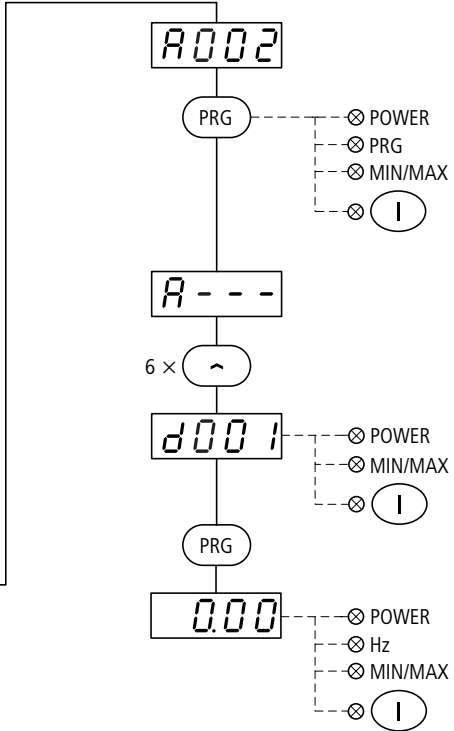 A002
PRG
POWER
PRG
MIN/MAX
I
A---
6 ×
d001
POWER
MIN/MAX
I
PRG
0.00
POWER
Hz
MIN/MAX
I